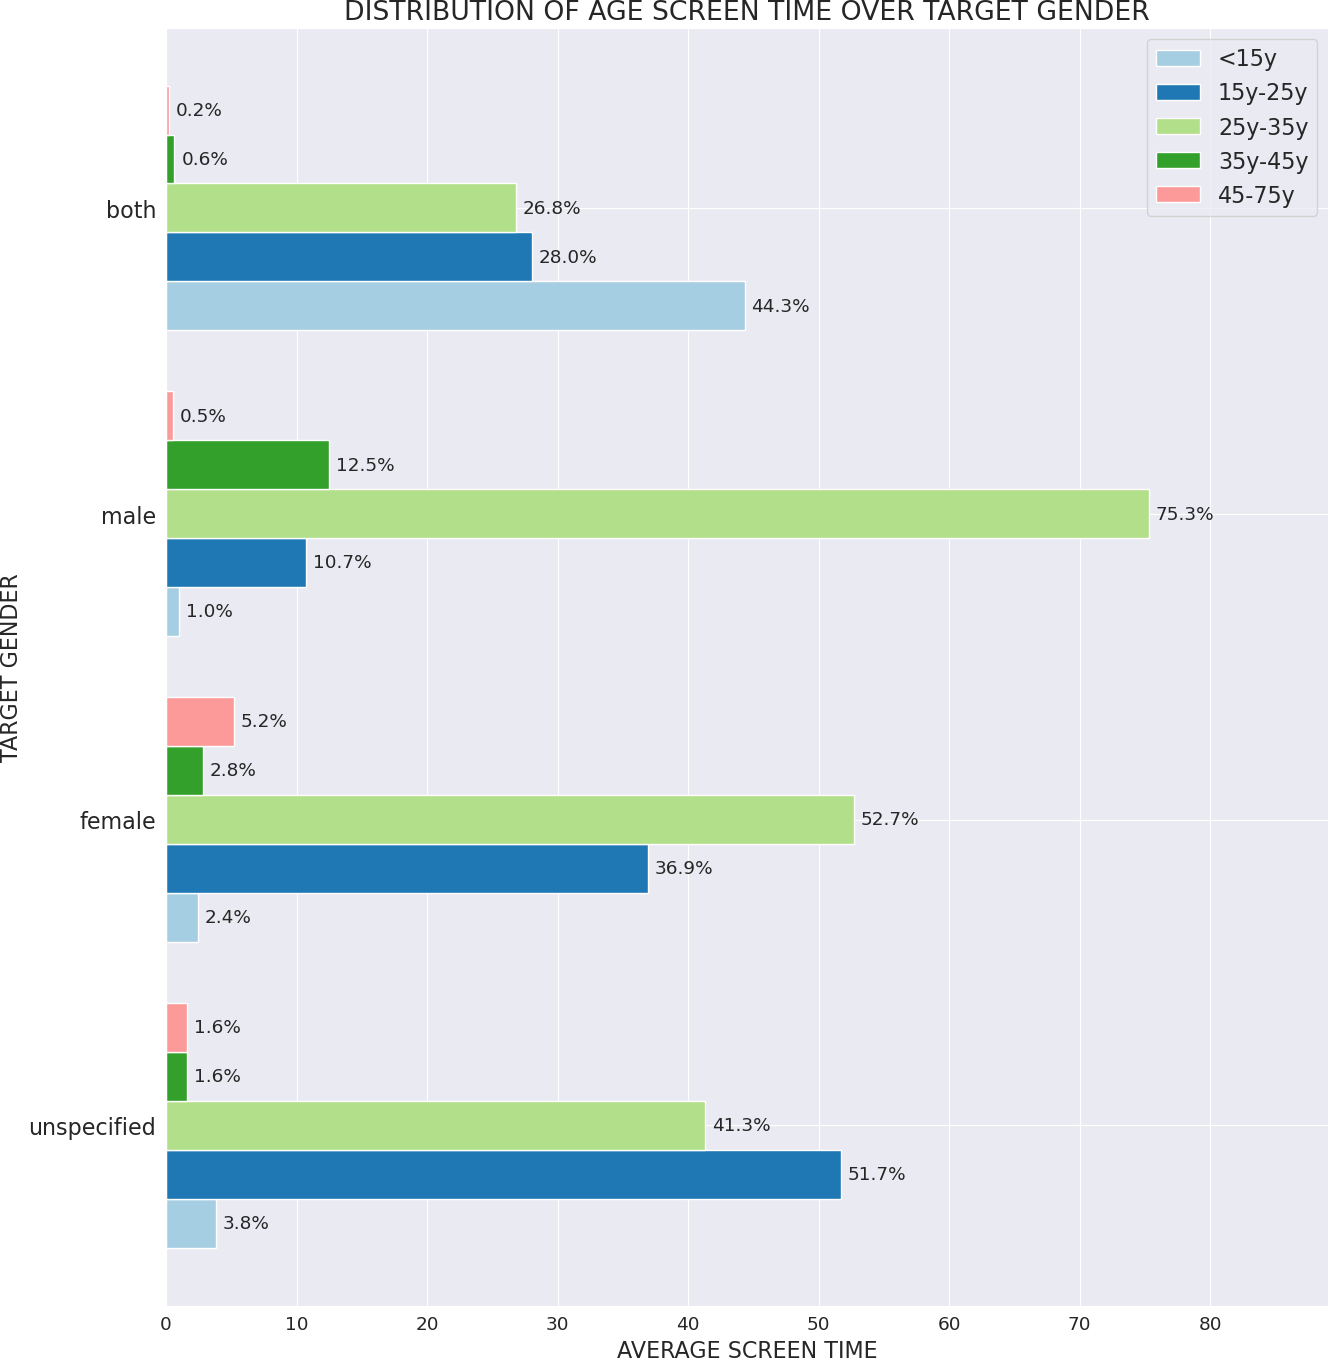 DISTRIBUTION OF AGE SCREEN TIME OVER TARGET GENDER
<15y
15y-25y
25y-35y
35y-45y
45-75y
TARGET GENDER
both
0.2%
0.6%
26.8%
28.0%
44.3%
male
0.5%
12.5%
75.3%
10.7%
1.0%
female
5.2%
2.8%
52.7%
36.9%
2.4%
unspecified
1.6%
1.6%
41.3%
51.7%
3.8%
0 10 20 30 40 50 60 70 80
AVERAGE SCREEN TIME